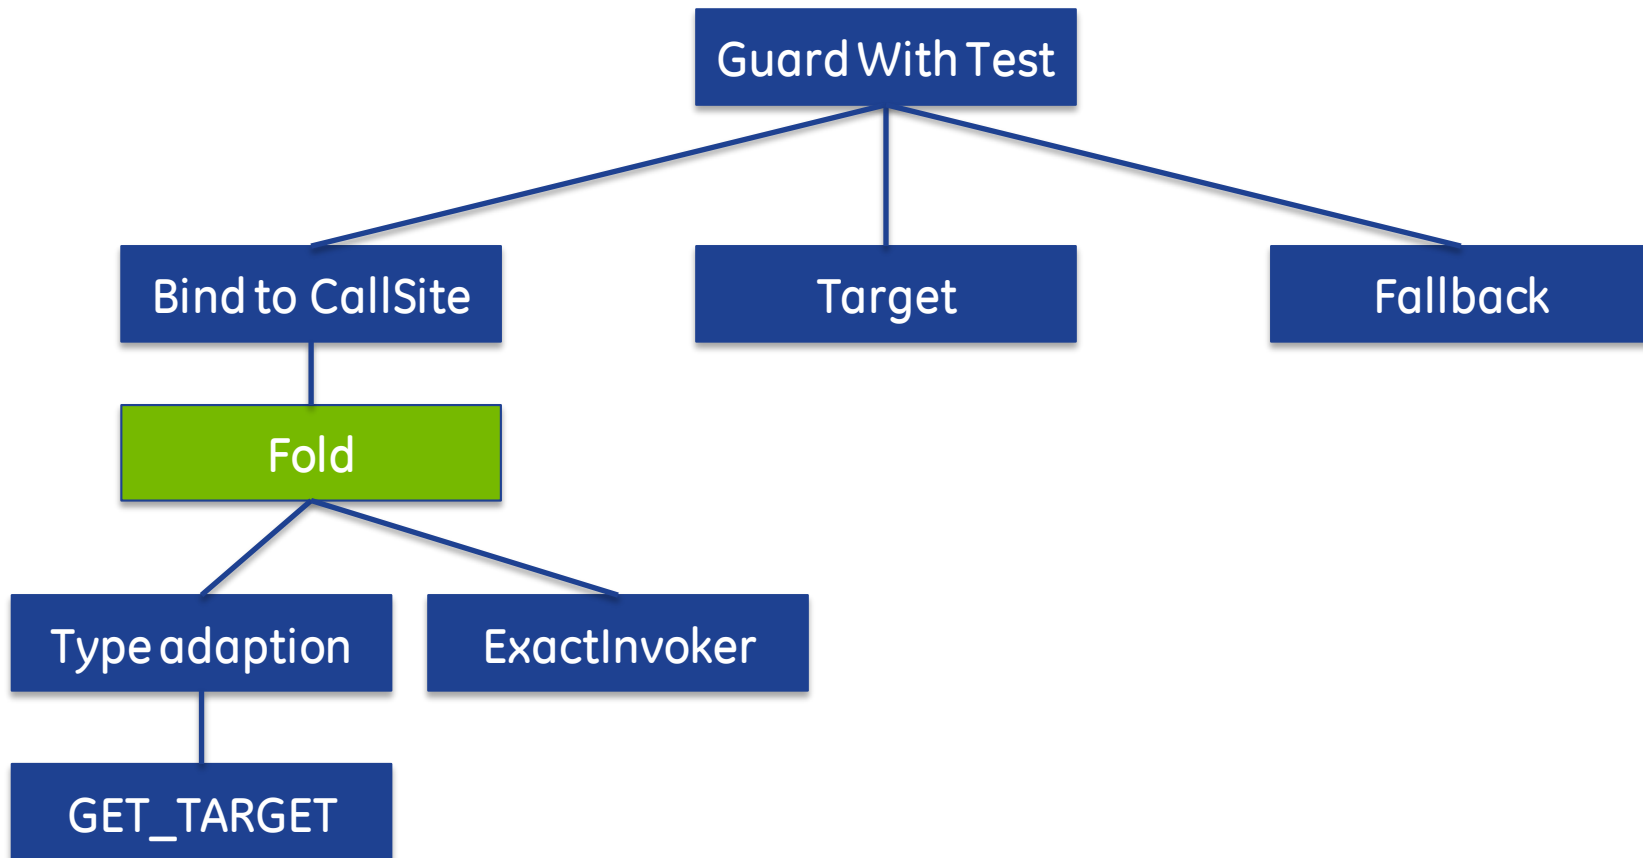 Guard With Test
Bind to CallSite
Target
Fallback
Fold
Type adaption
ExactInvoker
GET_TARGET